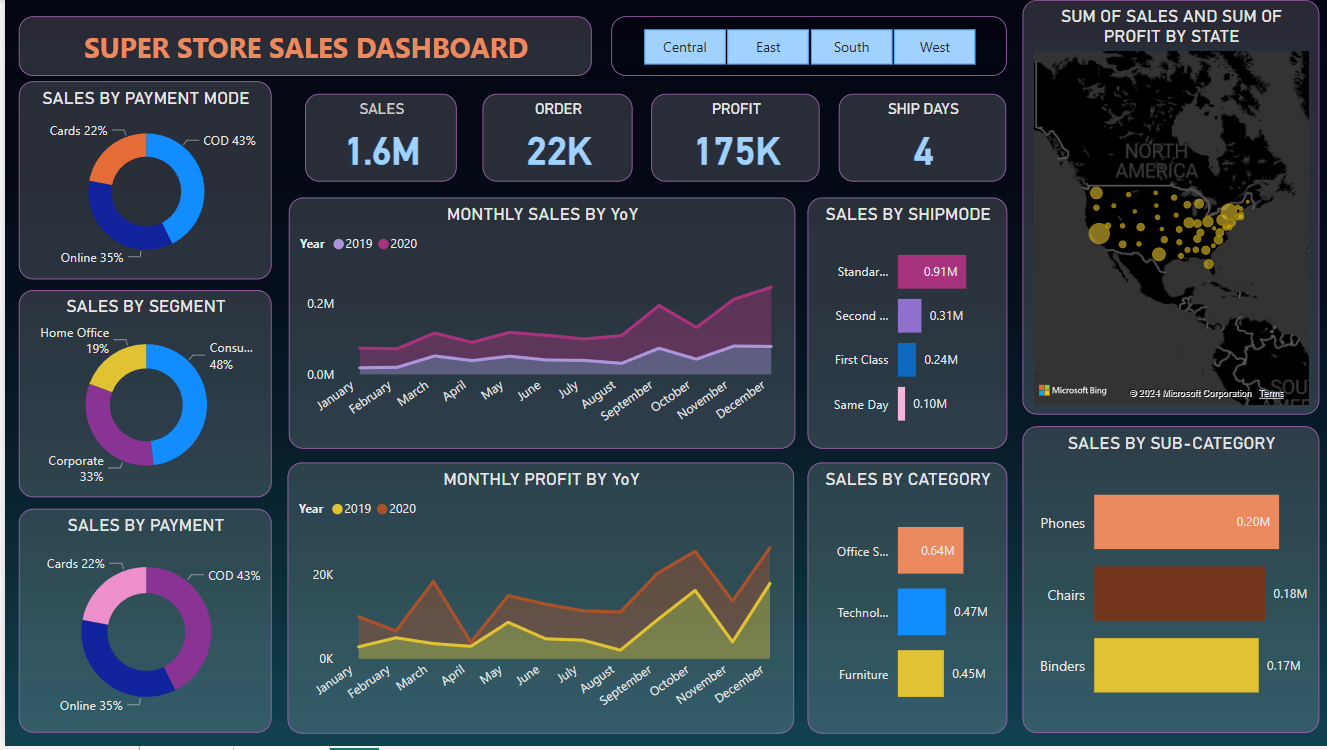 SUPER STORE SALES DASHBOARD
Central East South West
SUM OF SALES AND SUM OF
PROFIT BY STATE
NORTH
AMERICA
SOUT
AMER
Microsoft Bing
© 2024 Microsoft Corporation Terms
SALES BY PAYMENT MODE
Cards 22%
COD 43%
Online 35%
SALES
1.6M
ORDER
22K
PROFIT
175K
SHIP DAYS
4
MONTHLY SALES BY YoY
Year 2019 2020
0.2M
0.0M
January February March April May June July August September October November December
SALES BY SHIPMODE
Standar... 0.91M
Second ... 0.31M
First Class 0.24M
Same Day 0.10M
SALES BY SEGMENT
Home Office
19%
Consu...
48%
Corporate
33%
MONTHLY PROFIT BY YoY
Year 2019 2020
20K
0K
January February March April May June July August September October November December
SALES BY CATEGORY
Office S... 0.64M
Technol... 0.47M
Furniture 0.45M
SALES BY SUB-CATEGORY
Phones 0.20M
Chairs 0.18M
Binders 0.17M
SALES BY PAYMENT
Cards 22%
COD 43%
Online 35%